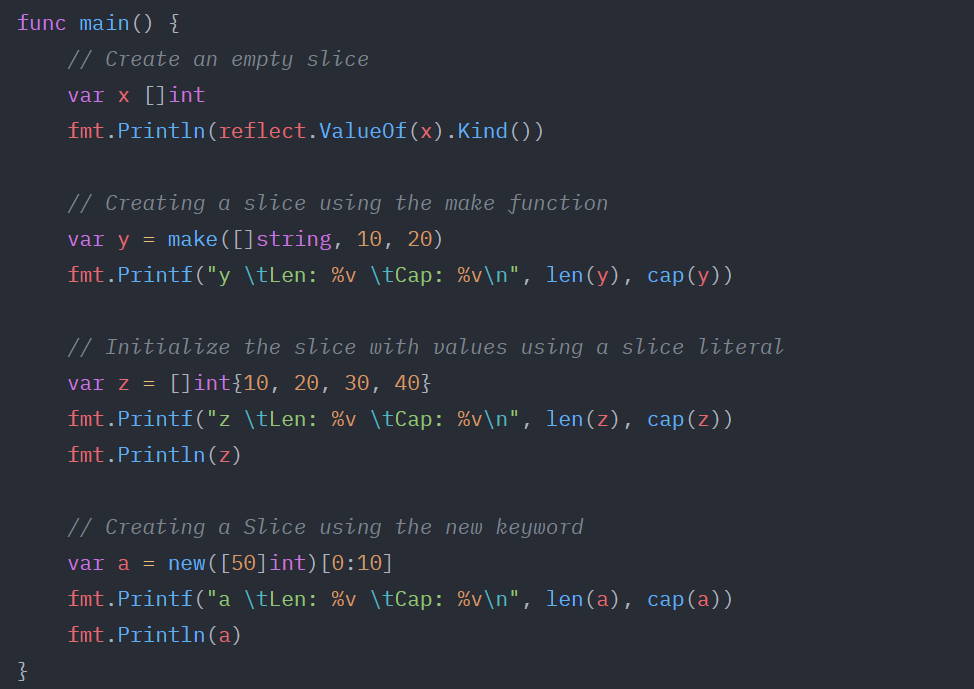 func main() {
    // Create an empty slice
    var x []int
    fmt.Println(reflect.ValueOf(x).Kind())

    // Creating a slice using the make function
    var y = make([]string, 10, 20)
    fmt.Printf("y \tLen: %v \tCap: %v\n", len(y), cap(y))

    // Initialize the slice with values using a slice literal
    var z = []int{10, 20, 30, 40}
    fmt.Printf("z \tLen: %v \tCap: %v\n", len(z), cap(z))
    fmt.Println(z)

    // Creating a Slice using the new keyword
    var a = new([50]int)[0:10]
    fmt.Printf("a \tLen: %v \tCap: %v\n", len(a), cap(a))
    fmt.Println(a)
}